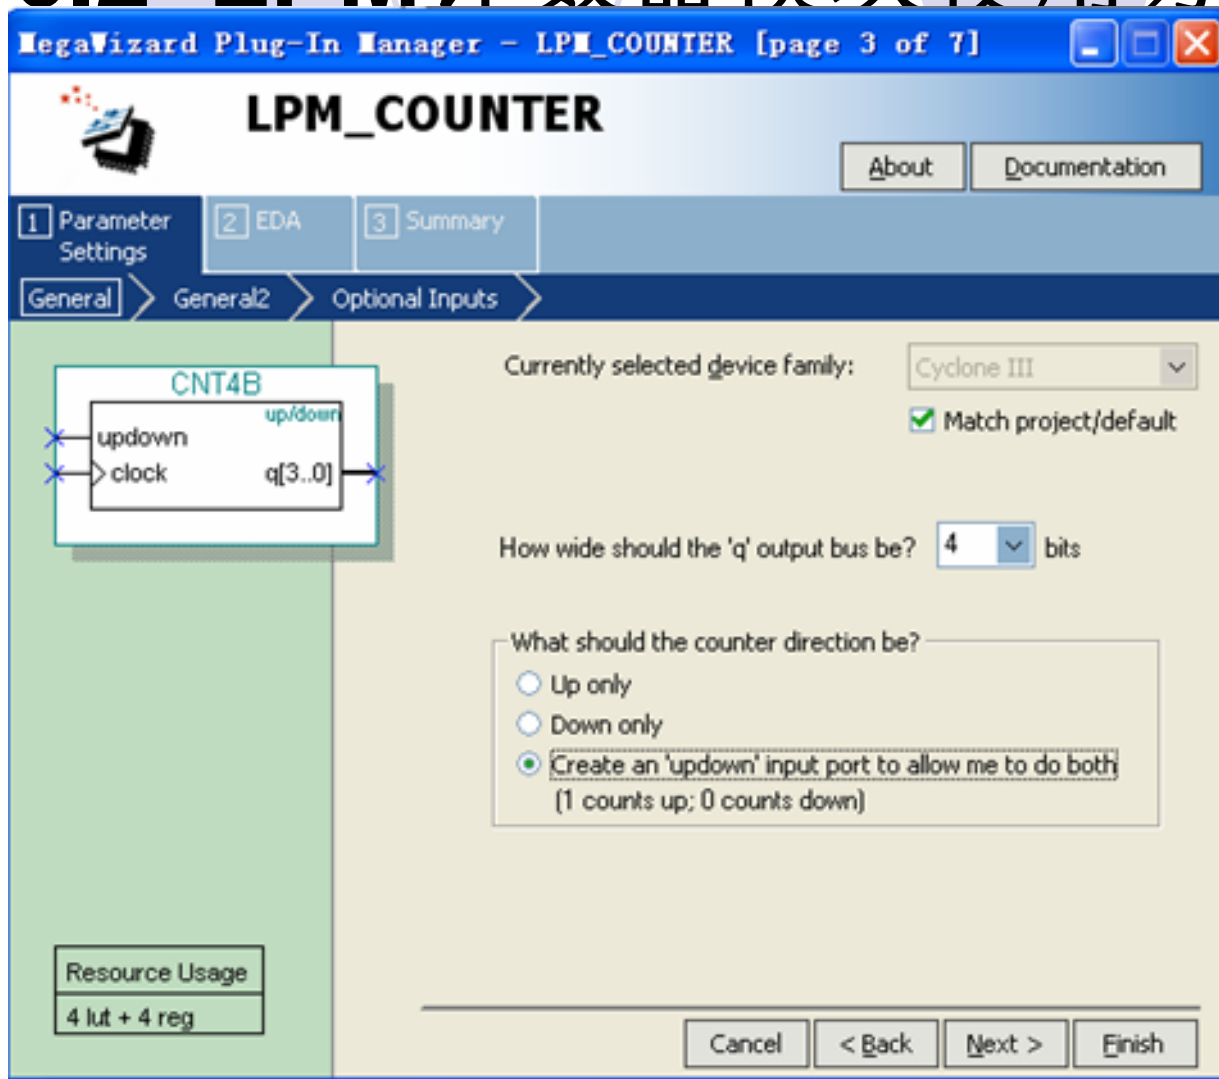 MegaWizard Plug-In Manager - LPM_COUNTER [page 3 of 7]
LPM_COUNTER
About
Documentation
1 Parameter Settings
2 EDA
3 Summary
General
General2
Optional Inputs
CNT4B
up/down
updown
clock
q[3..0]
Currently selected device family:
Cyclone III
Match project/default
How wide should the 'q' output bus be?
4
bits
What should the counter direction be?
Up only
Down only
Create an 'updown' input port to allow me to do both
(1 counts up; 0 counts down)
Resource Usage
4 lut + 4 reg
Cancel
< Back
Next >
Finish